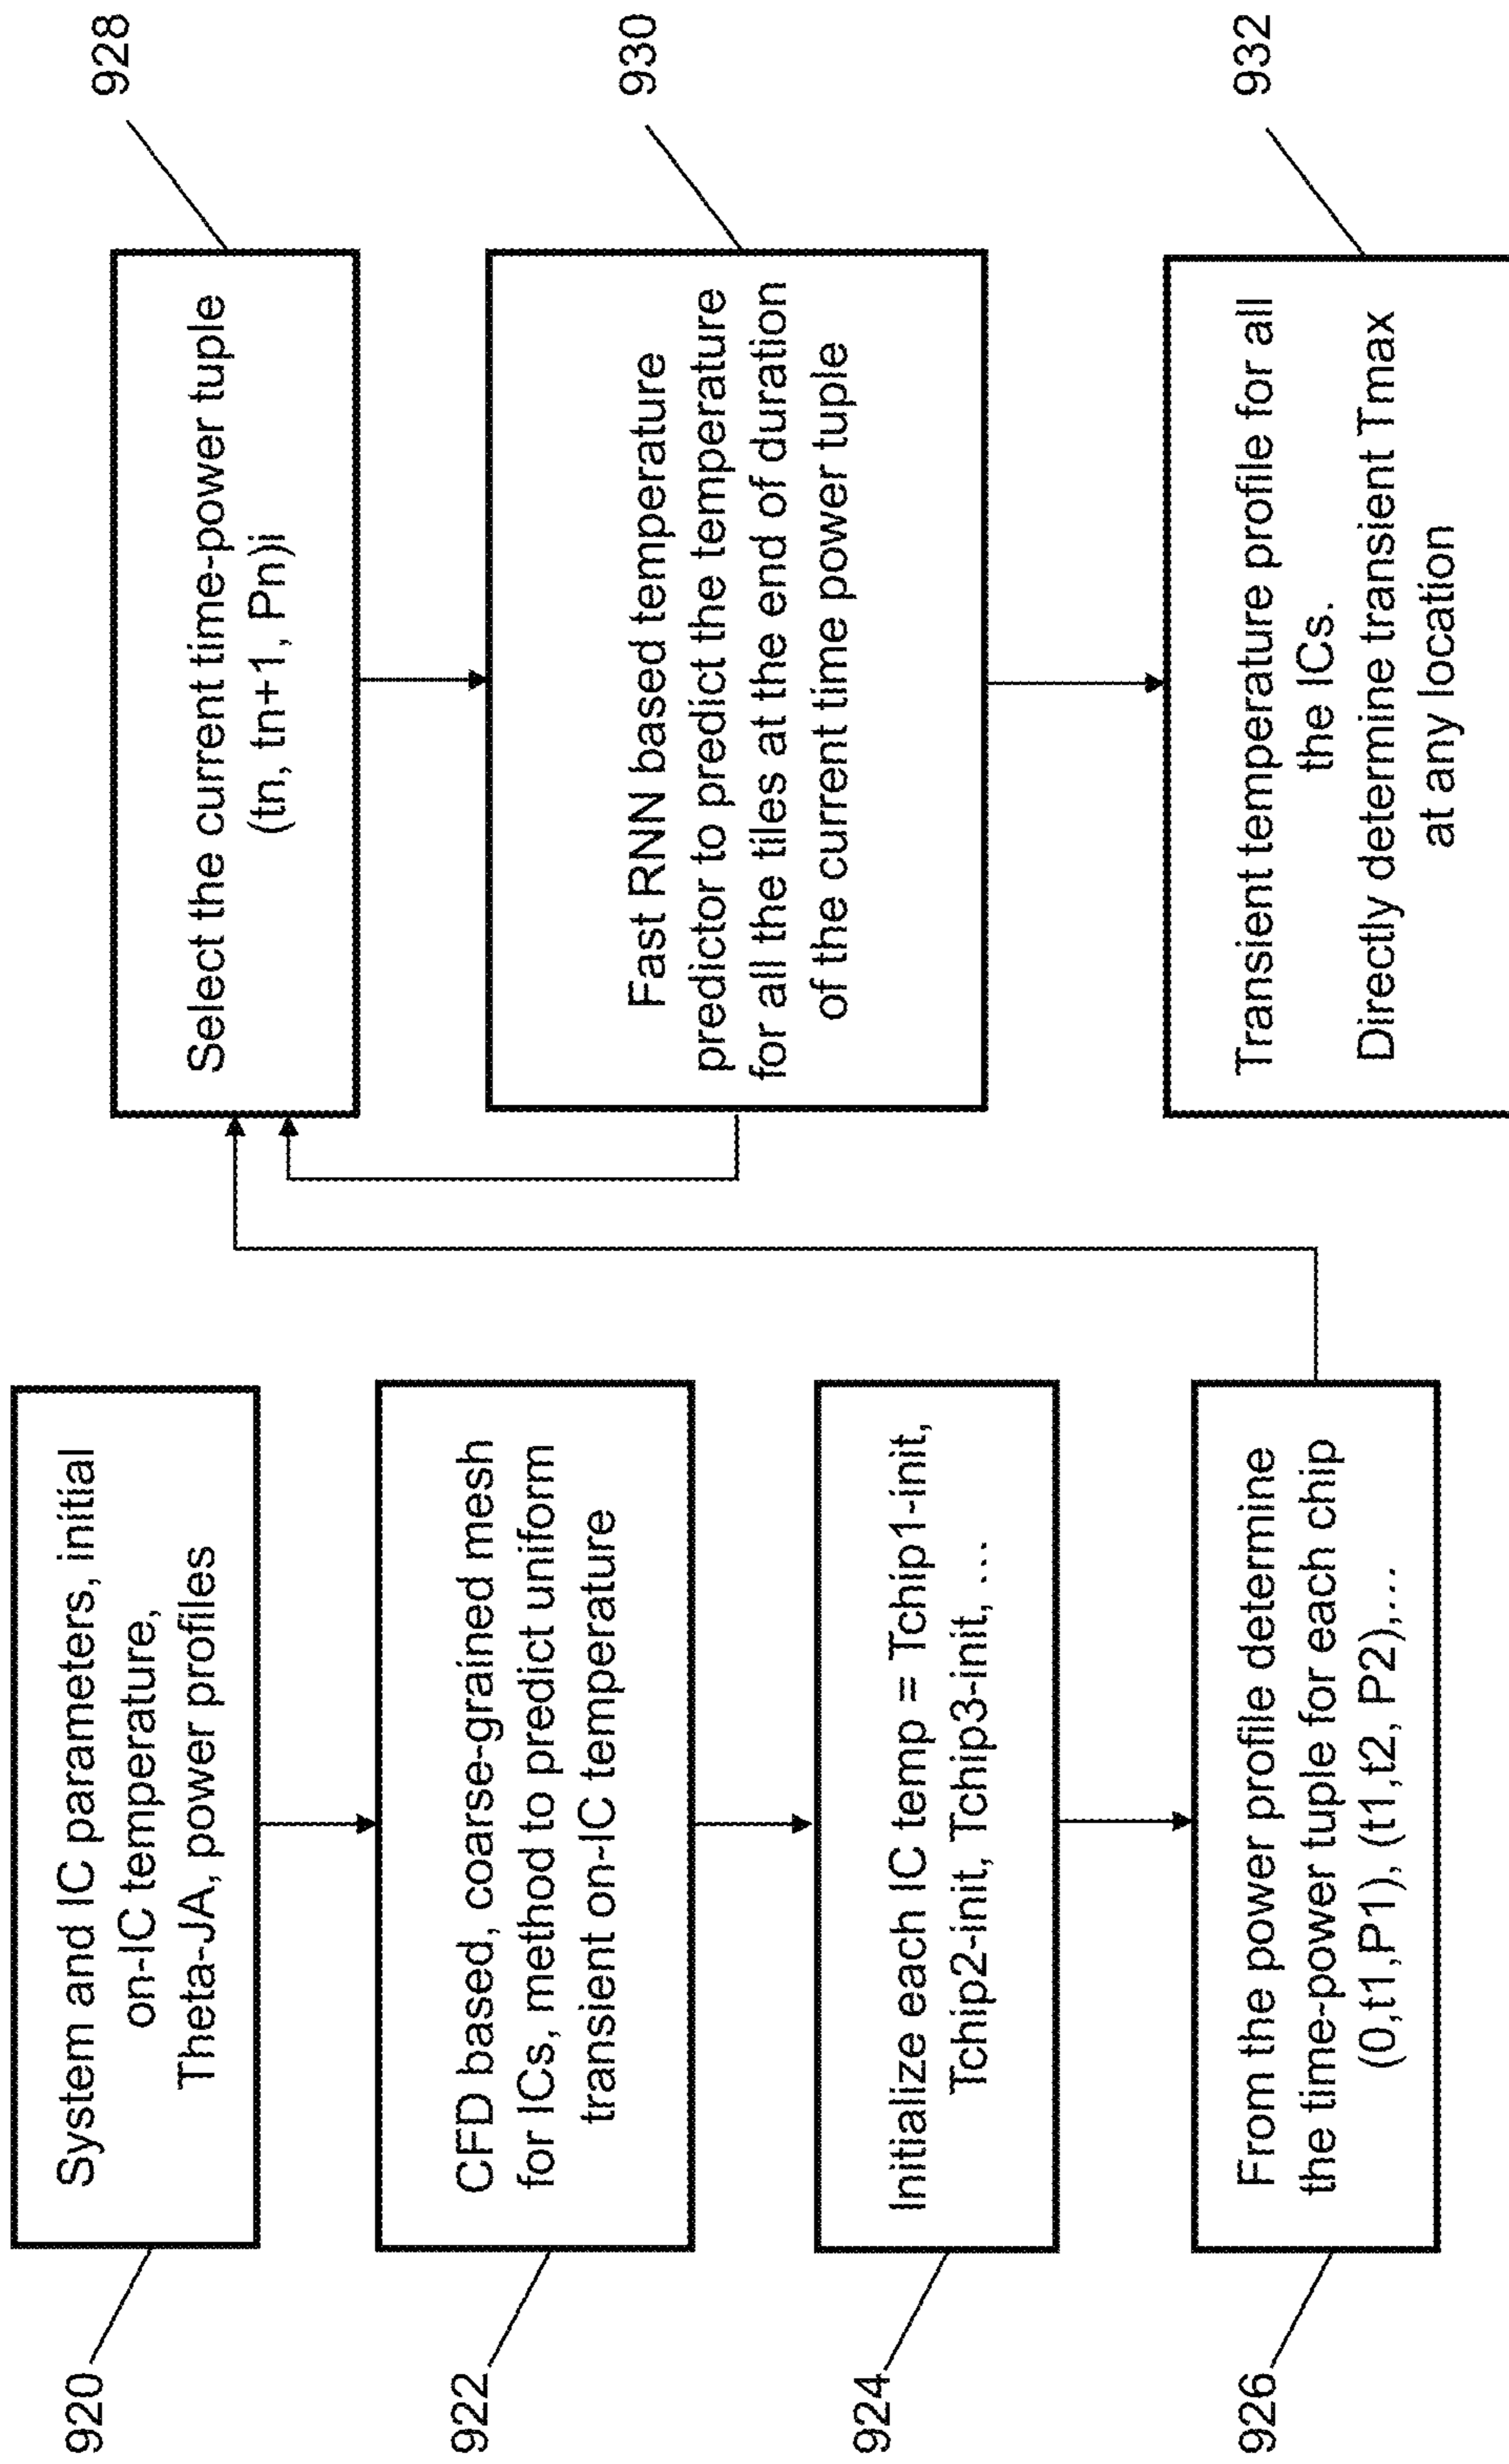 920
System and IC parameters, initial
on-IC temperature,
Theta-JA, power profiles
922
CFD based, coarse-grained mesh
for ICs, method to predict uniform
transient on-IC temperature
924
Initialize each IC temp = Tchip1-init,
Tchip2-init, Tchip3-init, ...
926
From the power profile determine
the time-power tuple for each chip
(0,t1,P1), (t1,t2, P2),...
928
Select the current time-power tuple
(tn, tn+1, Pn)i
930
Fast RNN based temperature
predictor to predict the temperature
for all the tiles at the end of duration
of the current time power tuple
932
Transient temperature profile for all
the ICs.
Directly determine transient Tmax
at any location